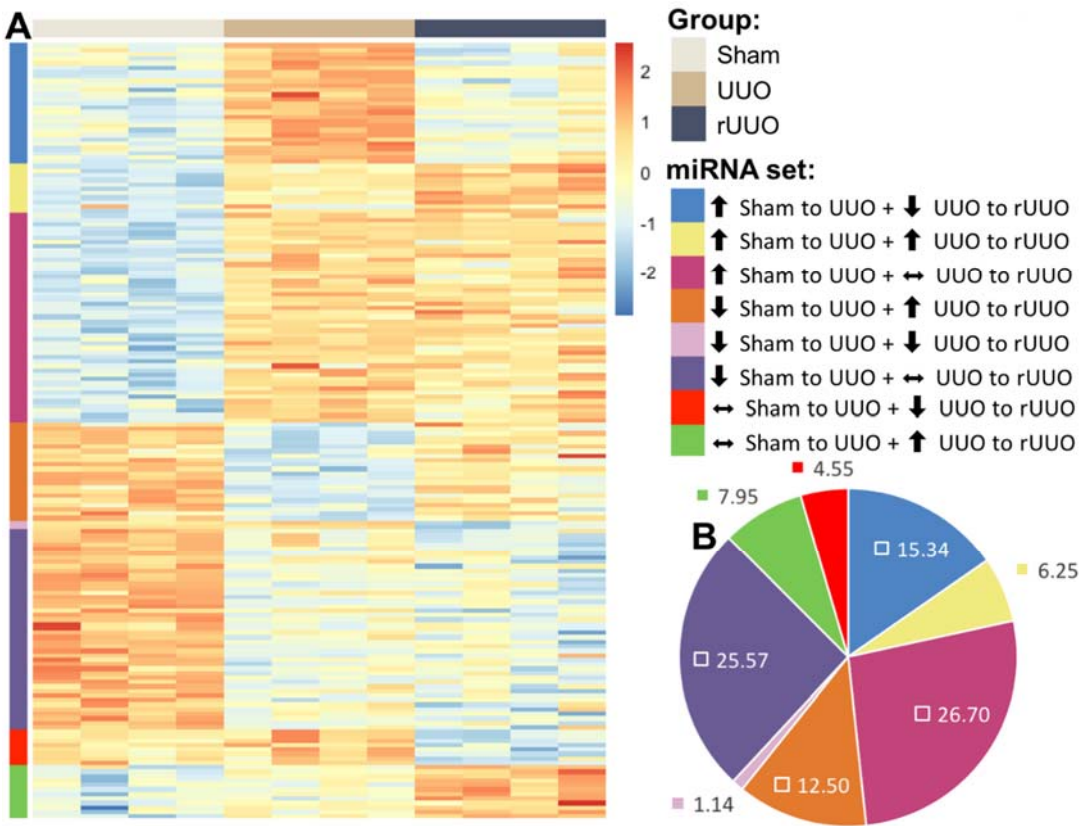 A
2
1
0
-1
-2
Group:
Sham
UUO
rUUO
miRNA set:
⬆ Sham to UUO + ⬇ UUO to rUUO
⬆ Sham to UUO + ⬆ UUO to rUUO
⬆ Sham to UUO + ↔ UUO to rUUO
⬇ Sham to UUO + ⬆ UUO to rUUO
⬇ Sham to UUO + ⬇ UUO to rUUO
⬇ Sham to UUO + ↔ UUO to rUUO
↔ Sham to UUO + ⬇ UUO to rUUO
↔ Sham to UUO + ⬆ UUO to rUUO
B
4.55
7.95
15.34
6.25
25.57
26.70
12.50
1.14